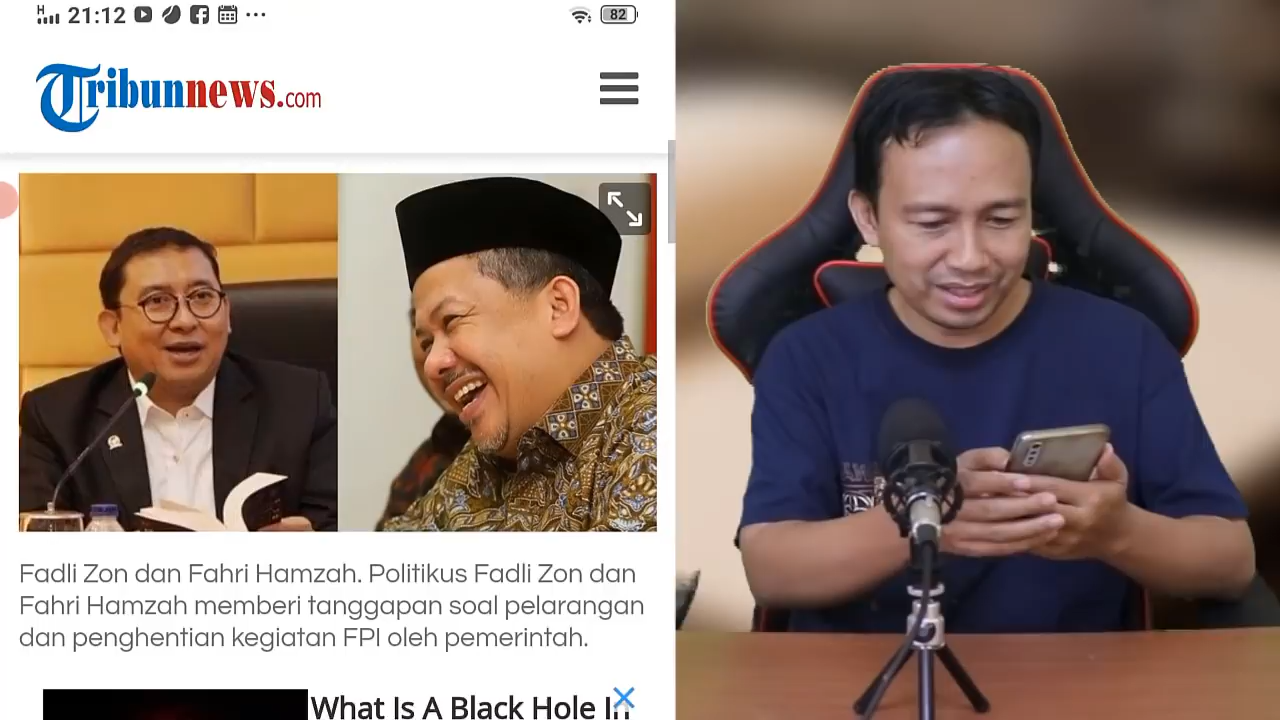 H 21:12 82
Tribunnews.com
Fadli Zon dan Fahri Hamzah. Politikus Fadli Zon dan
Fahri Hamzah memberi tanggapan soal pelarangan
dan penghentian kegiatan FPI oleh pemerintah.
What Is A Black Hole In